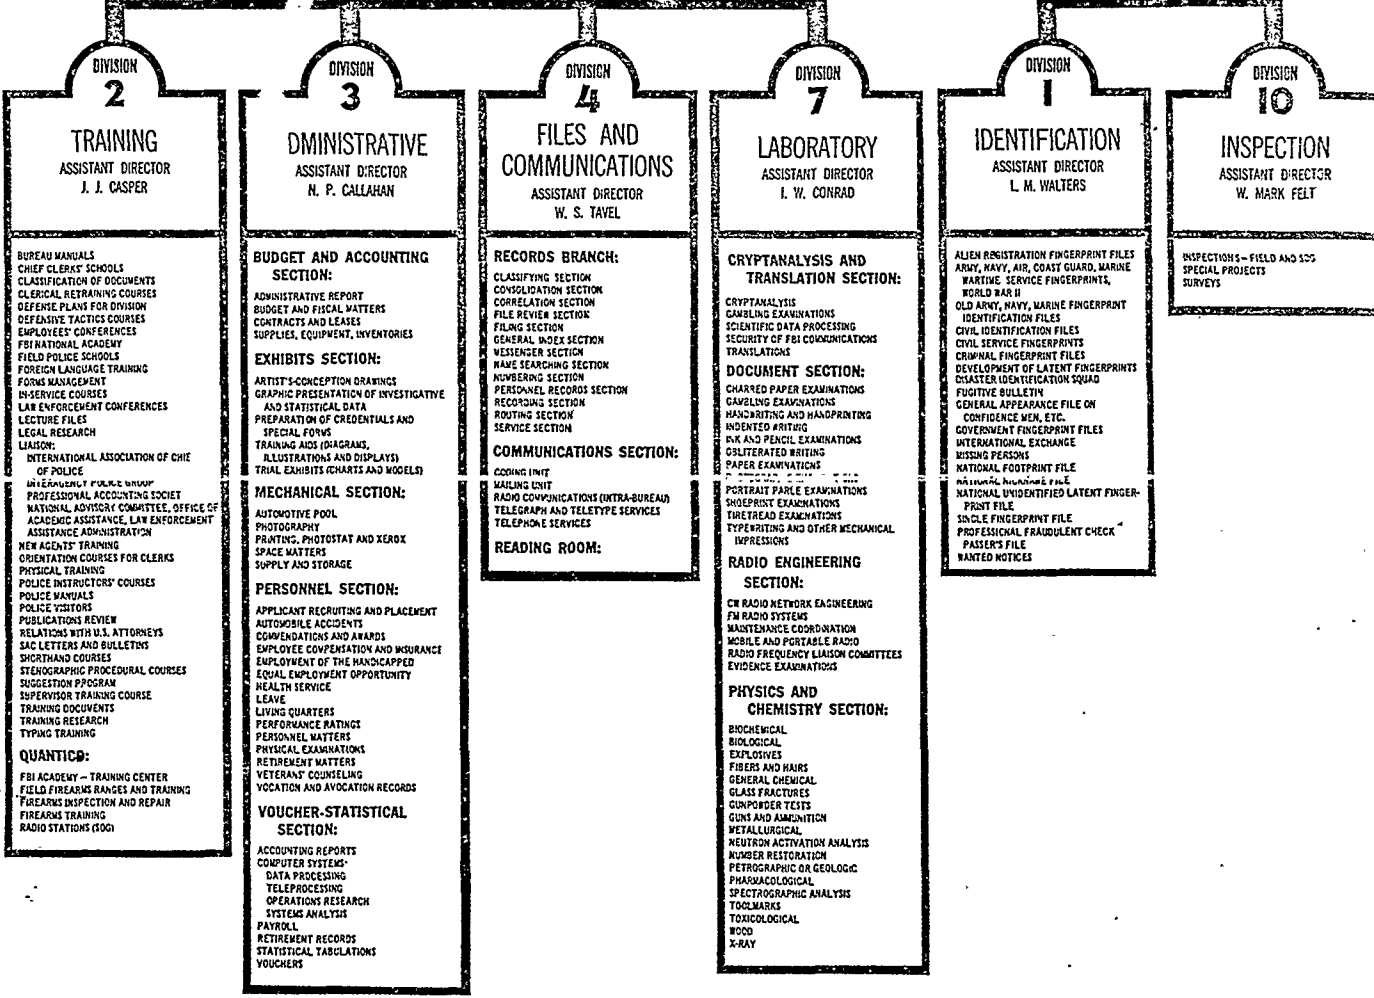 DIVISION
2
TRAINING
ASSISTANT DIRECTOR
J. J. CASPER
BUREAU MANUALS
CHIEF CLERKS' SCHOOLS
CLASSIFICATION OF DOCUMENTS
CLERICAL RETRAINING COURSES
DEFENSE PLANS FOR DIVISION
DEFENSIVE TACTICS COURSES
EMPLOYEES' CONFERENCES
FBI NATIONAL ACADEMY
FIELD POLICE SCHOOLS
FOREIGN LANGUAGE TRAINING
FORMS MANAGEMENT
IN-SERVICE COURSES
LAW ENFORCEMENT CONFERENCES
LECTURE FILES
LEGAL RESEARCH
LIAISON:
INTERNATIONAL ASSOCIATION OF CHIE
OF POLICE
INTERAGENCY POLICE GROUP
PROFESSIONAL ACCOUNTING SOCIET
NATIONAL ADVISORY COMMITTEE, OFFICE OF
ACADEMIC ASSISTANCE, LAW ENFORCEMENT
ASSISTANCE ADMINISTRATION
NEW AGENTS' TRAINING
ORIENTATION COURSES FOR CLERKS
PHYSICAL TRAINING
POLICE INSTRUCTORS' COURSES
POLICE MANUALS
POLICE VISITORS
PUBLICATIONS REVIEW
RELATIONS WITH U.S. ATTORNEYS
SAC LETTERS AND BULLETINS
SHORTHAND COURSES
STENOGRAPHIC PROCEDURAL COURSES
SUGGESTION PROGRAM
SUPERVISOR TRAINING COURSE
TRAINING DOCUMENTS
TRAINING RESEARCH
TYPING TRAINING
QUANTICO:
FBI ACADEMY – TRAINING CENTER
FIELD FIREARMS RANGES AND TRAINING
FIREARMS INSPECTION AND REPAIR
FIREARMS TRAINING
RADIO STATIONS (SOG)
DIVISION
3
DMINISTRATIVE
ASSISTANT DIRECTOR
N. P. CALLAHAN
BUDGET AND ACCOUNTING
SECTION:
ADMINISTRATIVE REPORT
BUDGET AND FISCAL MATTERS
CONTRACTS AND LEASES
SUPPLIES, EQUIPMENT, INVENTORIES
EXHIBITS SECTION:
ARTIST'S-CONCEPTION DRAWINGS
GRAPHIC PRESENTATION OF INVESTIGATIVE
AND STATISTICAL DATA
PREPARATION OF CREDENTIALS AND
SPECIAL FORMS
TRAINING AIDS (DIAGRAMS,
ILLUSTRATIONS AND DISPLAYS)
TRIAL EXHIBITS (CHARTS AND MODELS)
MECHANICAL SECTION:
AUTOMOTIVE POOL
PHOTOGRAPHY
PRINTING, PHOTOSTAT AND XEROX
SPACE MATTERS
SUPPLY AND STORAGE
PERSONNEL SECTION:
APPLICANT RECRUITING AND PLACEMENT
AUTOMOBILE ACCIDENTS
COMMENDATIONS AND AWARDS
EMPLOYEE COMPENSATION AND INSURANCE
EMPLOYMENT OF THE HANDICAPPED
EQUAL EMPLOYMENT OPPORTUNITY
HEALTH SERVICE
LEAVE
LIVING QUARTERS
PERFORMANCE RATINGS
PERSONNEL MATTERS
PHYSICAL EXAMINATIONS
RETIREMENT MATTERS
VETERANS' COUNSELING
VOCATION AND AVOCATION RECORDS
VOUCHER-STATISTICAL
SECTION:
ACCOUNTING REPORTS
COMPUTER SYSTEMS-
DATA PROCESSING
TELEPROCESSING
OPERATIONS RESEARCH
SYSTEMS ANALYSIS
PAYROLL
RETIREMENT RECORDS
STATISTICAL TABULATIONS
VOUCHERS
DIVISION
4
FILES AND
COMMUNICATIONS
ASSISTANT DIRECTOR
W. S. TAVEL
RECORDS BRANCH:
CLASSIFYING SECTION
CONSOLIDATION SECTION
CORRELATION SECTION
FILE REVIEW SECTION
FILING SECTION
GENERAL INDEX SECTION
MESSENGER SECTION
NAME SEARCHING SECTION
NUMBERING SECTION
PERSONNEL RECORDS SECTION
RECORDING SECTION
ROUTING SECTION
SERVICE SECTION
COMMUNICATIONS SECTION:
CODING UNIT
MAILING UNIT
RADIO COMMUNICATIONS (INTRA-BUREAU)
TELEGRAPH AND TELETYPE SERVICES
TELEPHONE SERVICES
READING ROOM:
DIVISION
7
LABORATORY
ASSISTANT DIRECTOR
I. W. CONRAD
CRYPTANALYSIS AND
TRANSLATION SECTION:
CRYPTANALYSIS
GAMBLING EXAMINATIONS
SCIENTIFIC DATA PROCESSING
SECURITY OF FBI COMMUNICATIONS
TRANSLATIONS
DOCUMENT SECTION:
CHARRED PAPER EXAMINATIONS
GAMBLING EXAMINATIONS
HANDWRITING AND HANDPRINTING
INDENTED WRITING
INK AND PENCIL EXAMINATIONS
OBLITERATED WRITING
PAPER EXAMINATIONS
PORTRAIT PARLE EXAMINATIONS
SHOEPRINT EXAMINATIONS
TIRETREAD EXAMINATIONS
TYPEWRITING AND OTHER MECHANICAL
IMPRESSIONS
RADIO ENGINEERING
SECTION:
CW RADIO NETWORK ENGINEERING
FM RADIO SYSTEMS
MAINTENANCE COORDINATION
MOBILE AND PORTABLE RADIO
RADIO FREQUENCY LIAISON COMMITTEES
EVIDENCE EXAMINATIONS
PHYSICS AND
CHEMISTRY SECTION:
BIOCHEMICAL
BIOLOGICAL
EXPLOSIVES
FIBERS AND HAIRS
GENERAL CHEMICAL
GLASS FRACTURES
GUNPOWDER TESTS
GUNS AND AMMUNITION
METALLURGICAL
NEUTRON ACTIVATION ANALYSIS
NUMBER RESTORATION
PETROGRAPHIC OR GEOLOGIC
PHARMACOLOGICAL
SPECTROGRAPHIC ANALYSIS
TOOLMARKS
TOXICOLOGICAL
WOOD
X-RAY
DIVISION
1
IDENTIFICATION
ASSISTANT DIRECTOR
L. M. WALTERS
ALIEN REGISTRATION FINGERPRINT FILES
ARMY, NAVY, AIR, COAST GUARD, MARINE
WARTIME SERVICE FINGERPRINTS,
WORLD WAR II
OLD ARMY, NAVY, MARINE FINGERPRINT
IDENTIFICATION FILES
CIVIL IDENTIFICATION FILES
CIVIL SERVICE FINGERPRINTS
CRIMINAL FINGERPRINT FILES
DEVELOPMENT OF LATENT FINGERPRINTS
DISASTER IDENTIFICATION SQUAD
FUGITIVE BULLETIN
GENERAL APPEARANCE FILE ON
CONFIDENCE MEN, ETC.
GOVERNMENT FINGERPRINT FILES
INTERNATIONAL EXCHANGE
MISSING PERSONS
NATIONAL FOOTPRINT FILE
NATIONAL NICKNAME FILE
NATIONAL UNIDENTIFIED LATENT FINGER-
PRINT FILE
SINGLE FINGERPRINT FILE
PROFESSIONAL FRAUDULENT CHECK
PASSER'S FILE
WANTED NOTICES
DIVISION
10
INSPECTION
ASSISTANT DIRECTOR
W. MARK FELT
INSPECTIONS – FIELD AND SOG
SPECIAL PROJECTS
SURVEYS